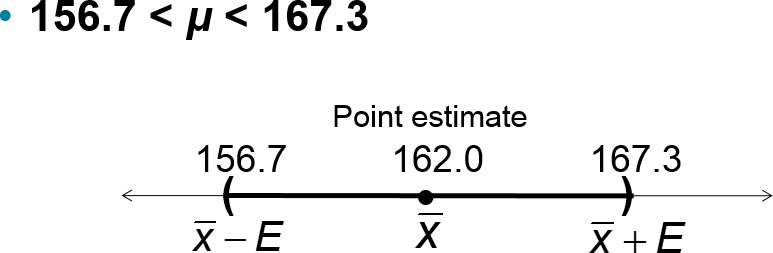 • 156.7 < μ < 167.3
Point estimate
156.7 162.0 167.3
( )
x̅ – E x̅ x̅ + E